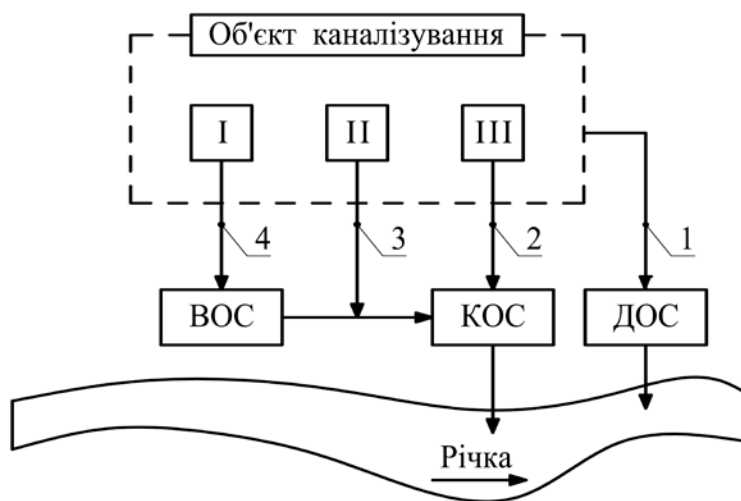 Об'єкт каналізування
I II III
4 3 2 1
ВОС КОС ДОС
Річка